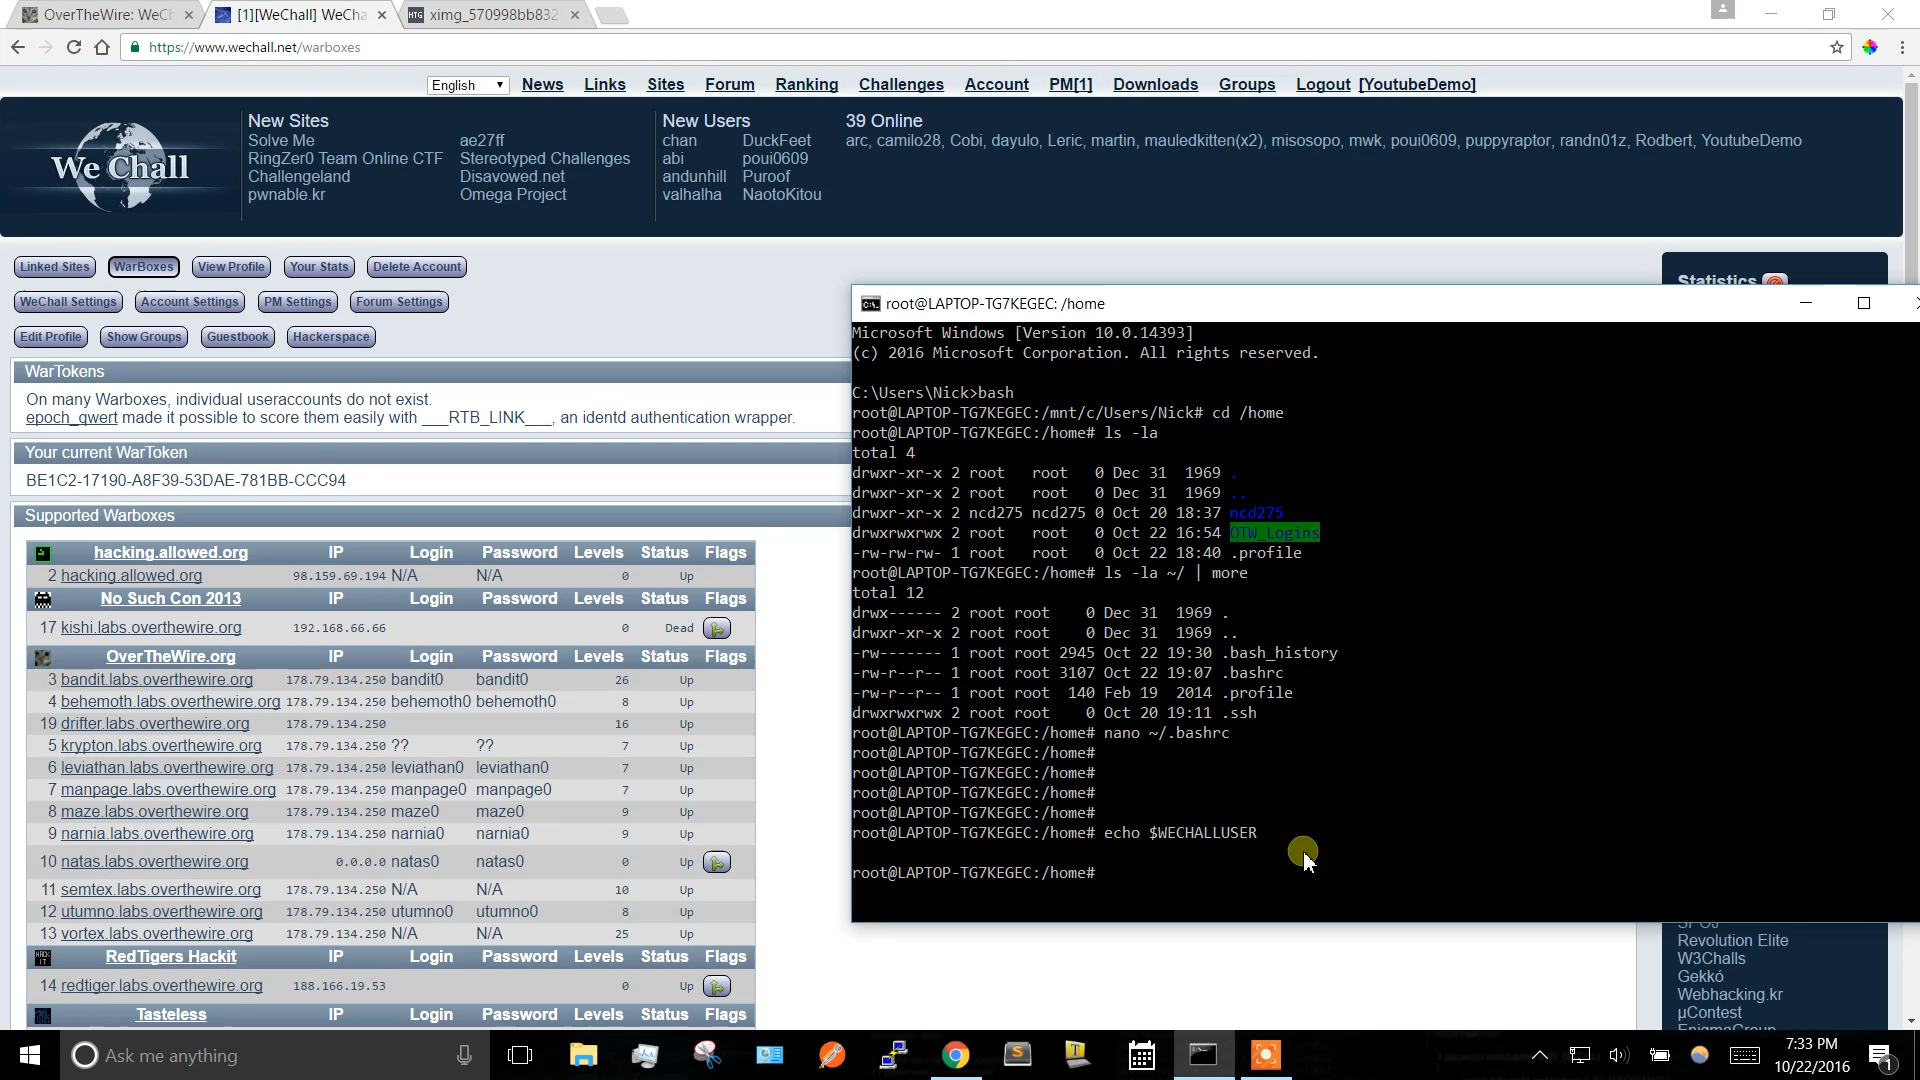 OverTheWire: WeCh
[1][WeChall] WeCha
HTG ximg_570998bb832
https://www.wechall.net/warboxes
English
News Links Sites Forum Ranking Challenges Account PM[1] Downloads Groups Logout [YoutubeDemo]
We Chall
New Sites
Solve Me ae27ff
RingZer0 Team Online CTF Stereotyped Challenges
Challengeland Disavowed.net
pwnable.kr Omega Project
New Users
chan DuckFeet
abi poui0609
andunhill Puroof
valhalha NaotoKitou
39 Online
arc, camilo28, Cobi, dayulo, Leric, martin, mauledkitten(x2), misosopo, mwk, poui0609, puppyraptor, randn01z, Rodbert, YoutubeDemo
Linked Sites WarBoxes View Profile Your Stats Delete Account
WeChall Settings Account Settings PM Settings Forum Settings
Edit Profile Show Groups Guestbook Hackerspace
Statistics
WarTokens
On many Warboxes, individual useraccounts do not exist.
epoch_qwert made it possible to score them easily with ___RTB_LINK___, an identd authentication wrapper.
Your current WarToken
BE1C2-17190-A8F39-53DAE-781BB-CCC94
Supported Warboxes
hacking.allowed.org IP Login Password Levels Status Flags
2 hacking.allowed.org 98.159.69.194 N/A N/A 0 Up
No Such Con 2013 IP Login Password Levels Status Flags
17 kishi.labs.overthewire.org 192.168.66.66 0 Dead
OverTheWire.org IP Login Password Levels Status Flags
3 bandit.labs.overthewire.org 178.79.134.250 bandit0 bandit0 26 Up
4 behemoth.labs.overthewire.org 178.79.134.250 behemoth0 behemoth0 8 Up
19 drifter.labs.overthewire.org 178.79.134.250 16 Up
5 krypton.labs.overthewire.org 178.79.134.250 ?? ?? 7 Up
6 leviathan.labs.overthewire.org 178.79.134.250 leviathan0 leviathan0 7 Up
7 manpage.labs.overthewire.org 178.79.134.250 manpage0 manpage0 7 Up
8 maze.labs.overthewire.org 178.79.134.250 maze0 maze0 9 Up
9 narnia.labs.overthewire.org 178.79.134.250 narnia0 narnia0 9 Up
10 natas.labs.overthewire.org 0.0.0.0 natas0 natas0 0 Up
11 semtex.labs.overthewire.org 178.79.134.250 N/A N/A 10 Up
12 utumno.labs.overthewire.org 178.79.134.250 utumno0 utumno0 8 Up
13 vortex.labs.overthewire.org 178.79.134.250 N/A N/A 25 Up
RedTigers Hackit IP Login Password Levels Status Flags
14 redtiger.labs.overthewire.org 188.166.19.53 0 Up
Tasteless IP Login Password Levels Status Flags
root@LAPTOP-TG7KEGEC: /home
Microsoft Windows [Version 10.0.14393]
(c) 2016 Microsoft Corporation. All rights reserved.
C:\Users\Nick>bash
root@LAPTOP-TG7KEGEC:/mnt/c/Users/Nick# cd /home
root@LAPTOP-TG7KEGEC:/home# ls -la
total 4
drwxr-xr-x 2 root root 0 Dec 31 1969 .
drwxr-xr-x 2 root root 0 Dec 31 1969 ..
drwxr-xr-x 2 ncd275 ncd275 0 Oct 20 18:37 ncd275
drwxrwxrwx 2 root root 0 Oct 22 16:54 OTW_Logins
-rw-rw-rw- 1 root root 0 Oct 22 18:40 .profile
root@LAPTOP-TG7KEGEC:/home# ls -la ~/ | more
total 12
drwx------ 2 root root 0 Dec 31 1969 .
drwxr-xr-x 2 root root 0 Dec 31 1969 ..
-rw------- 1 root root 2945 Oct 22 19:30 .bash_history
-rw-r--r-- 1 root root 3107 Oct 22 19:07 .bashrc
-rw-r--r-- 1 root root 140 Feb 19 2014 .profile
drwxrwxrwx 2 root root 0 Oct 20 19:11 .ssh
root@LAPTOP-TG7KEGEC:/home# nano ~/.bashrc
root@LAPTOP-TG7KEGEC:/home#
root@LAPTOP-TG7KEGEC:/home#
root@LAPTOP-TG7KEGEC:/home#
root@LAPTOP-TG7KEGEC:/home#
root@LAPTOP-TG7KEGEC:/home# echo $WECHALLUSER
root@LAPTOP-TG7KEGEC:/home#
SPOJ
Revolution Elite
W3Challs
Gekkó
Webhacking.kr
µContest
EnigmaGroup
Ask me anything
7:33 PM
10/22/2016
1